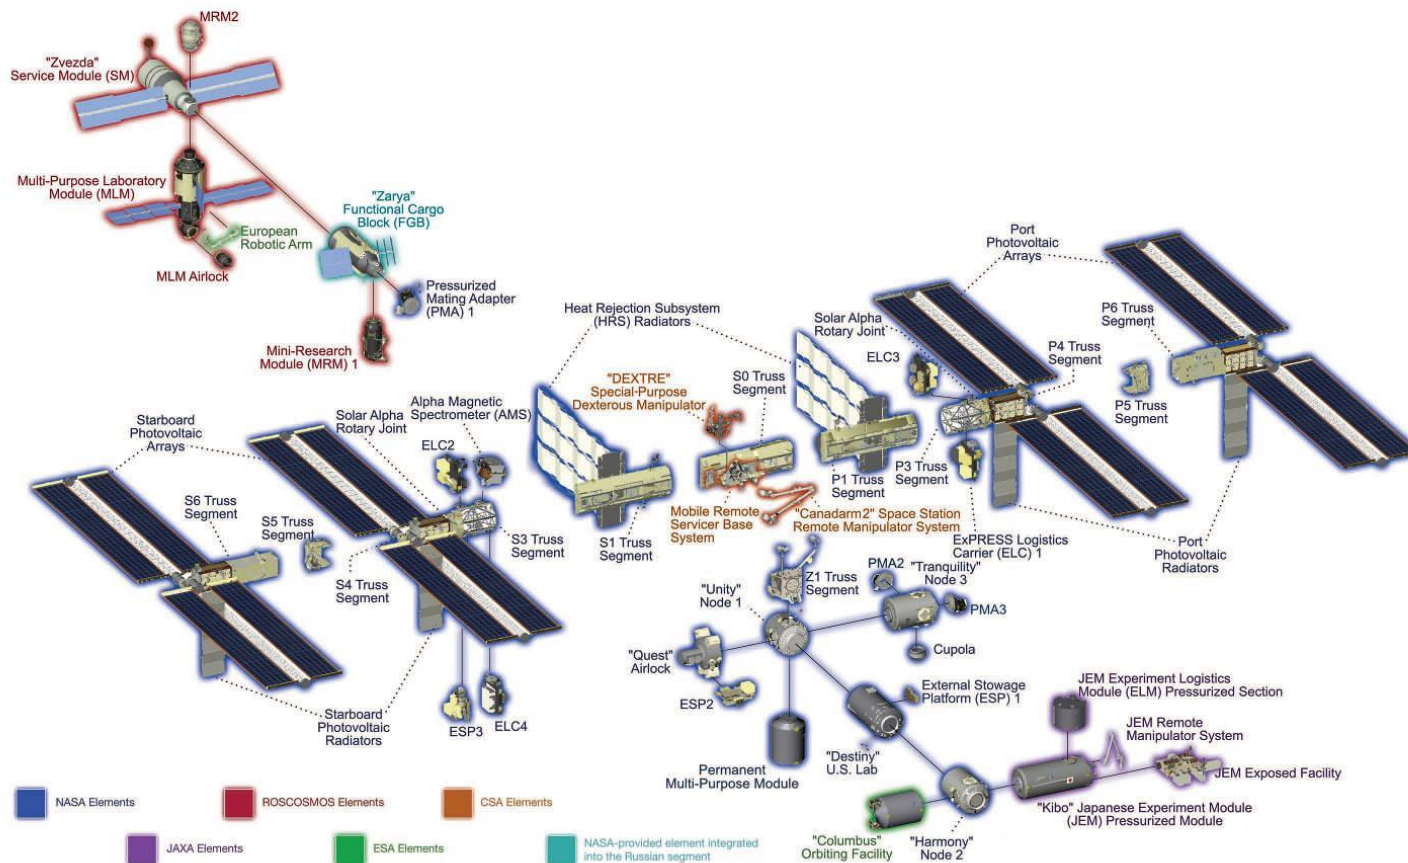 MRM2
"Zvezda"
Service Module (SM)
Multi-Purpose Laboratory
Module (MLM)
European
Robotic Arm
MLM Airlock
"Zarya"
Functional Cargo
Block (FGB)
Pressurized
Mating Adapter
(PMA) 1
Mini-Research
Module (MRM) 1
Heat Rejection Subsystem
(HRS) Radiators
Port
Photovoltaic
Arrays
Solar Alpha
Rotary Joint
ELC3
P6 Truss
Segment
P4 Truss
Segment
P5 Truss
Segment
"DEXTRE"
Special-Purpose
Dexterous Manipulator
S0 Truss
Segment
Starboard
Photovoltaic
Arrays
Solar Alpha
Rotary Joint
Alpha Magnetic
Spectrometer (AMS)
ELC2
P1 Truss
Segment
P3 Truss
Segment
S6 Truss
Segment
S5 Truss
Segment
S4 Truss
Segment
S3 Truss
Segment
S1 Truss
Segment
Mobile Remote
Servicer Base
System
"Canadarm2" Space Station
Remote Manipulator System
ExPRESS Logistics
Carrier (ELC) 1
Port
Photovoltaic
Radiators
Z1 Truss
Segment
PMA2
"Tranquility"
Node 3
PMA3
"Unity"
Node 1
Cupola
"Quest"
Airlock
ESP2
External Stowage
Platform (ESP) 1
JEM Experiment Logistics
Module (ELM) Pressurized Section
JEM Remote
Manipulator System
JEM Exposed Facility
Starboard
Photovoltaic
Radiators
ESP3
ELC4
Permanent
Multi-Purpose Module
"Destiny"
U.S. Lab
"Kibo" Japanese Experiment Module
(JEM) Pressurized Module
"Columbus"
Orbiting Facility
"Harmony"
Node 2
NASA Elements
ROSCOSMOS Elements
CSA Elements
JAXA Elements
ESA Elements
NASA-provided element integrated
into the Russian segment